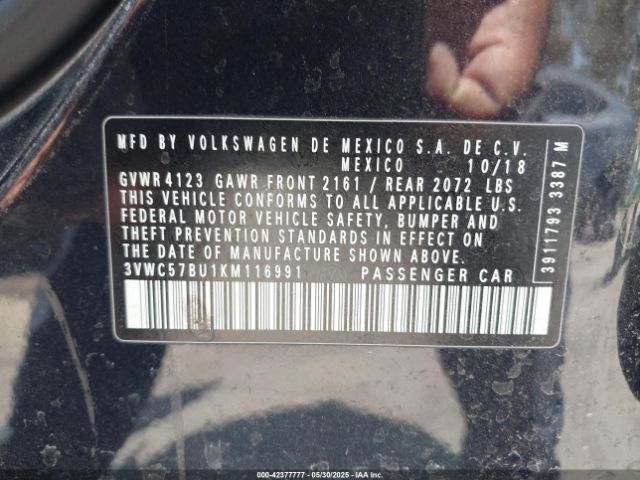 MFD BY VOLKSWAGEN DE MEXICO S.A. DE C.V.
MEXICO 10/18
GVWR 4123 GAWR FRONT 2161 / REAR 2072 LBS
THIS VEHICLE CONFORMS TO ALL APPLICABLE U.S.
FEDERAL MOTOR VEHICLE SAFETY, BUMPER AND
THEFT PREVENTION STANDARDS IN EFFECT ON
THE DATE OF MANUFACTURE SHOWN ABOVE.
3VWC57BU1KM116991 PASSENGER CAR
3911793 3387 M
000-42377777 - 05/30/2025 - IAA Inc.